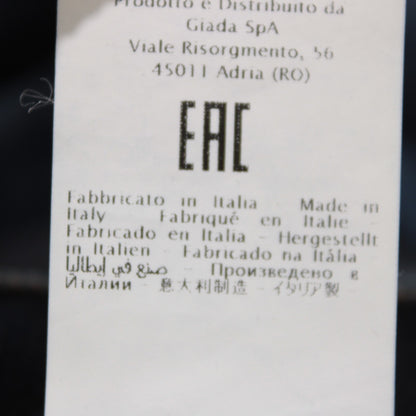 Prodotto e Distribuito da
Giada SpA
Viale Risorgmento, 56
45011 Adria (RO)
EAC
Fabbricato in Italia - Made in
Italy - Fabriqué en Italie -
Fabricado en Italia - Hergestellt
in Italien - Fabricado na Itália
صنع في إيطاليا - Произведено в
Италии - 意大利制造 - イタリア製 -